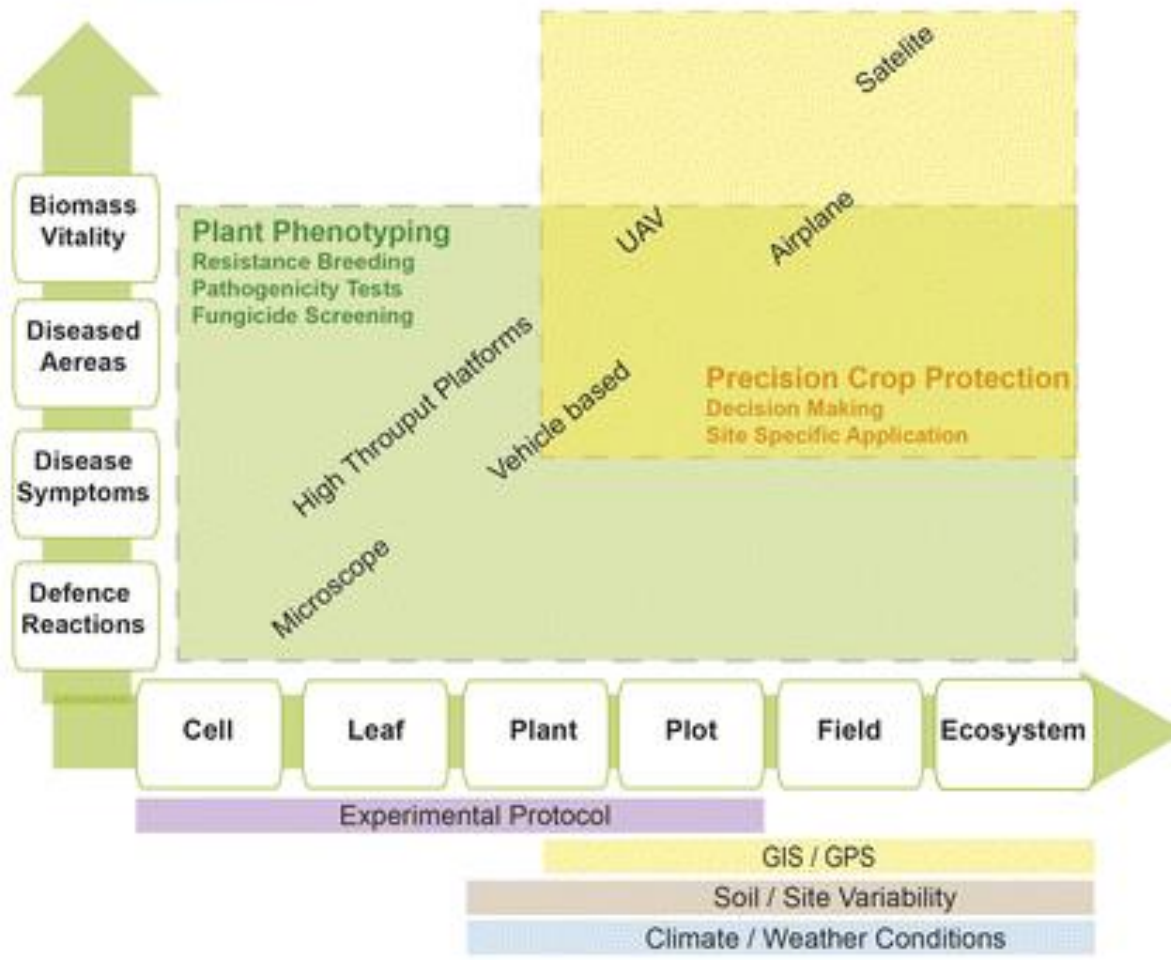 Satelite
Biomass
Vitality
UAV
Airplane
Plant Phenotyping
Resistance Breeding
Pathogenicity Tests
Fungicide Screening
Diseased
Aereas
High Throuput Platforms
Vehicle based
Precision Crop Protection
Decision Making
Site Specific Application
Disease
Symptoms
Microscope
Defence
Reactions
Cell
Leaf
Plant
Plot
Field
Ecosystem
Experimental Protocol
GIS / GPS
Soil / Site Variability
Climate / Weather Conditions